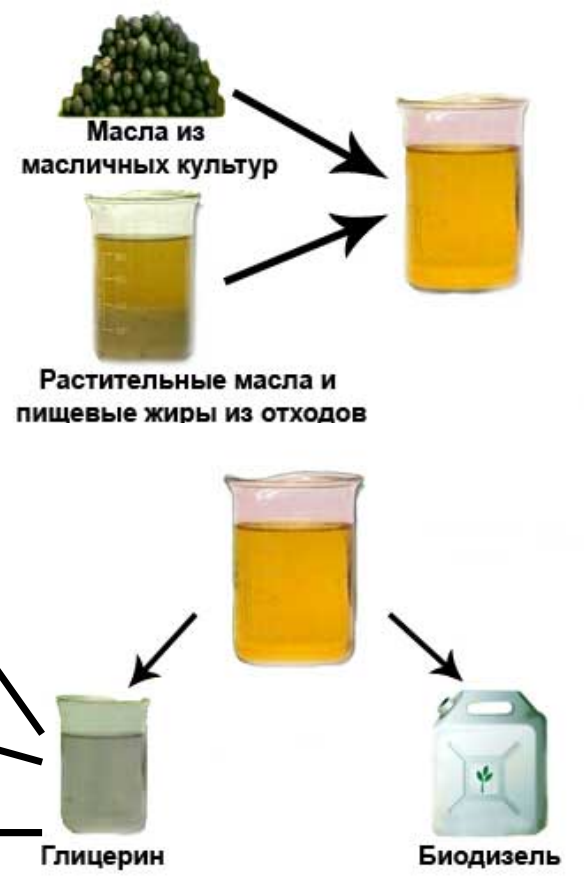 Масла из
масличных культур
Растительные масла и
пищевые жиры из отходов
Глицерин
Биодизель